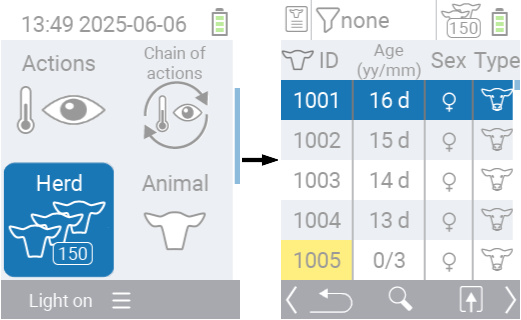 13:49 2025-06-06
Actions
Chain of
actions
Herd
150
Animal
Light on
none
150
ID
Age
(yy/mm)
Sex
Type
1001 16 d ♀
1002 15 d ♀
1003 14 d ♀
1004 13 d ♀
1005 0/3 ♀